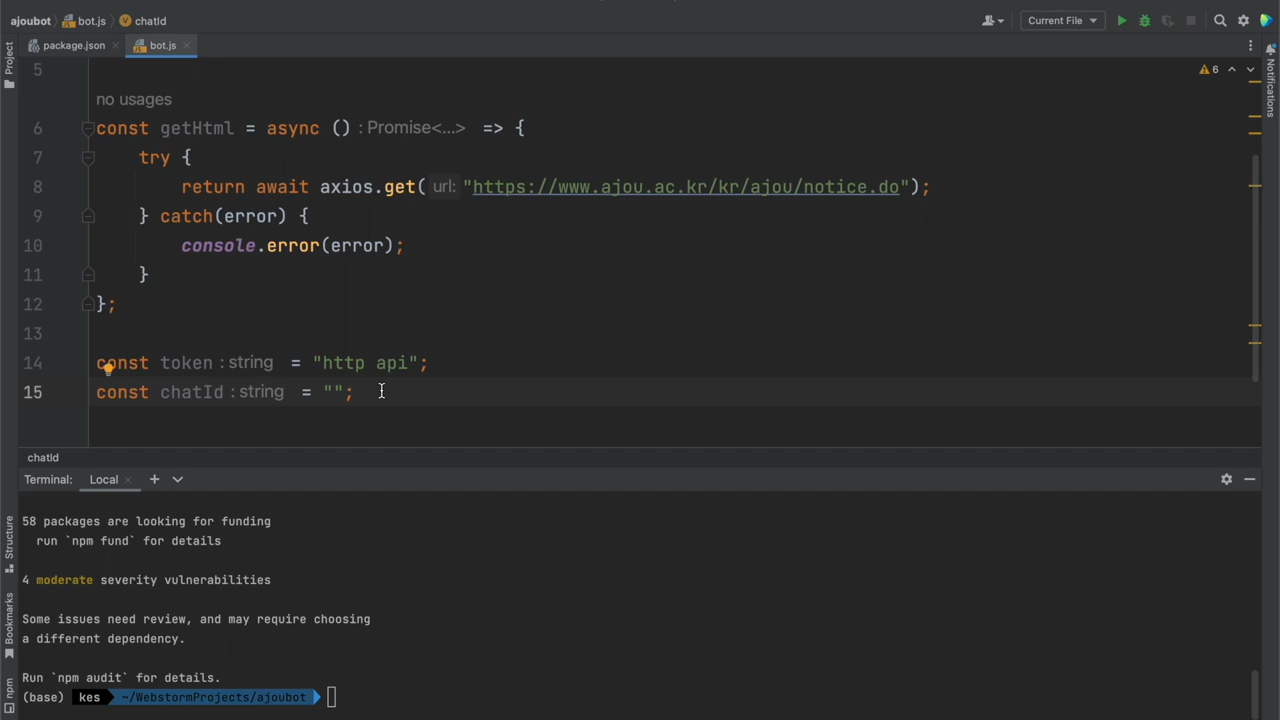 ajoubot bot.js chatId
Current File
package.json bot.js
Project
Notifications
6
5
no usages
6 const getHtml = async () : Promise<...> => {
7 try {
8 return await axios.get( url: "https://www.ajou.ac.kr/kr/ajou/notice.do");
9 } catch(error) {
10 console.error(error);
11 }
12 };
13
14 const token : string = "http api";
15 const chatId : string = "";
chatId
Terminal: Local
58 packages are looking for funding
run `npm fund` for details
4 moderate severity vulnerabilities
Some issues need review, and may require choosing
a different dependency.
Run `npm audit` for details.
(base) kes ~/WebstormProjects/ajoubot
Structure
Bookmarks
npm